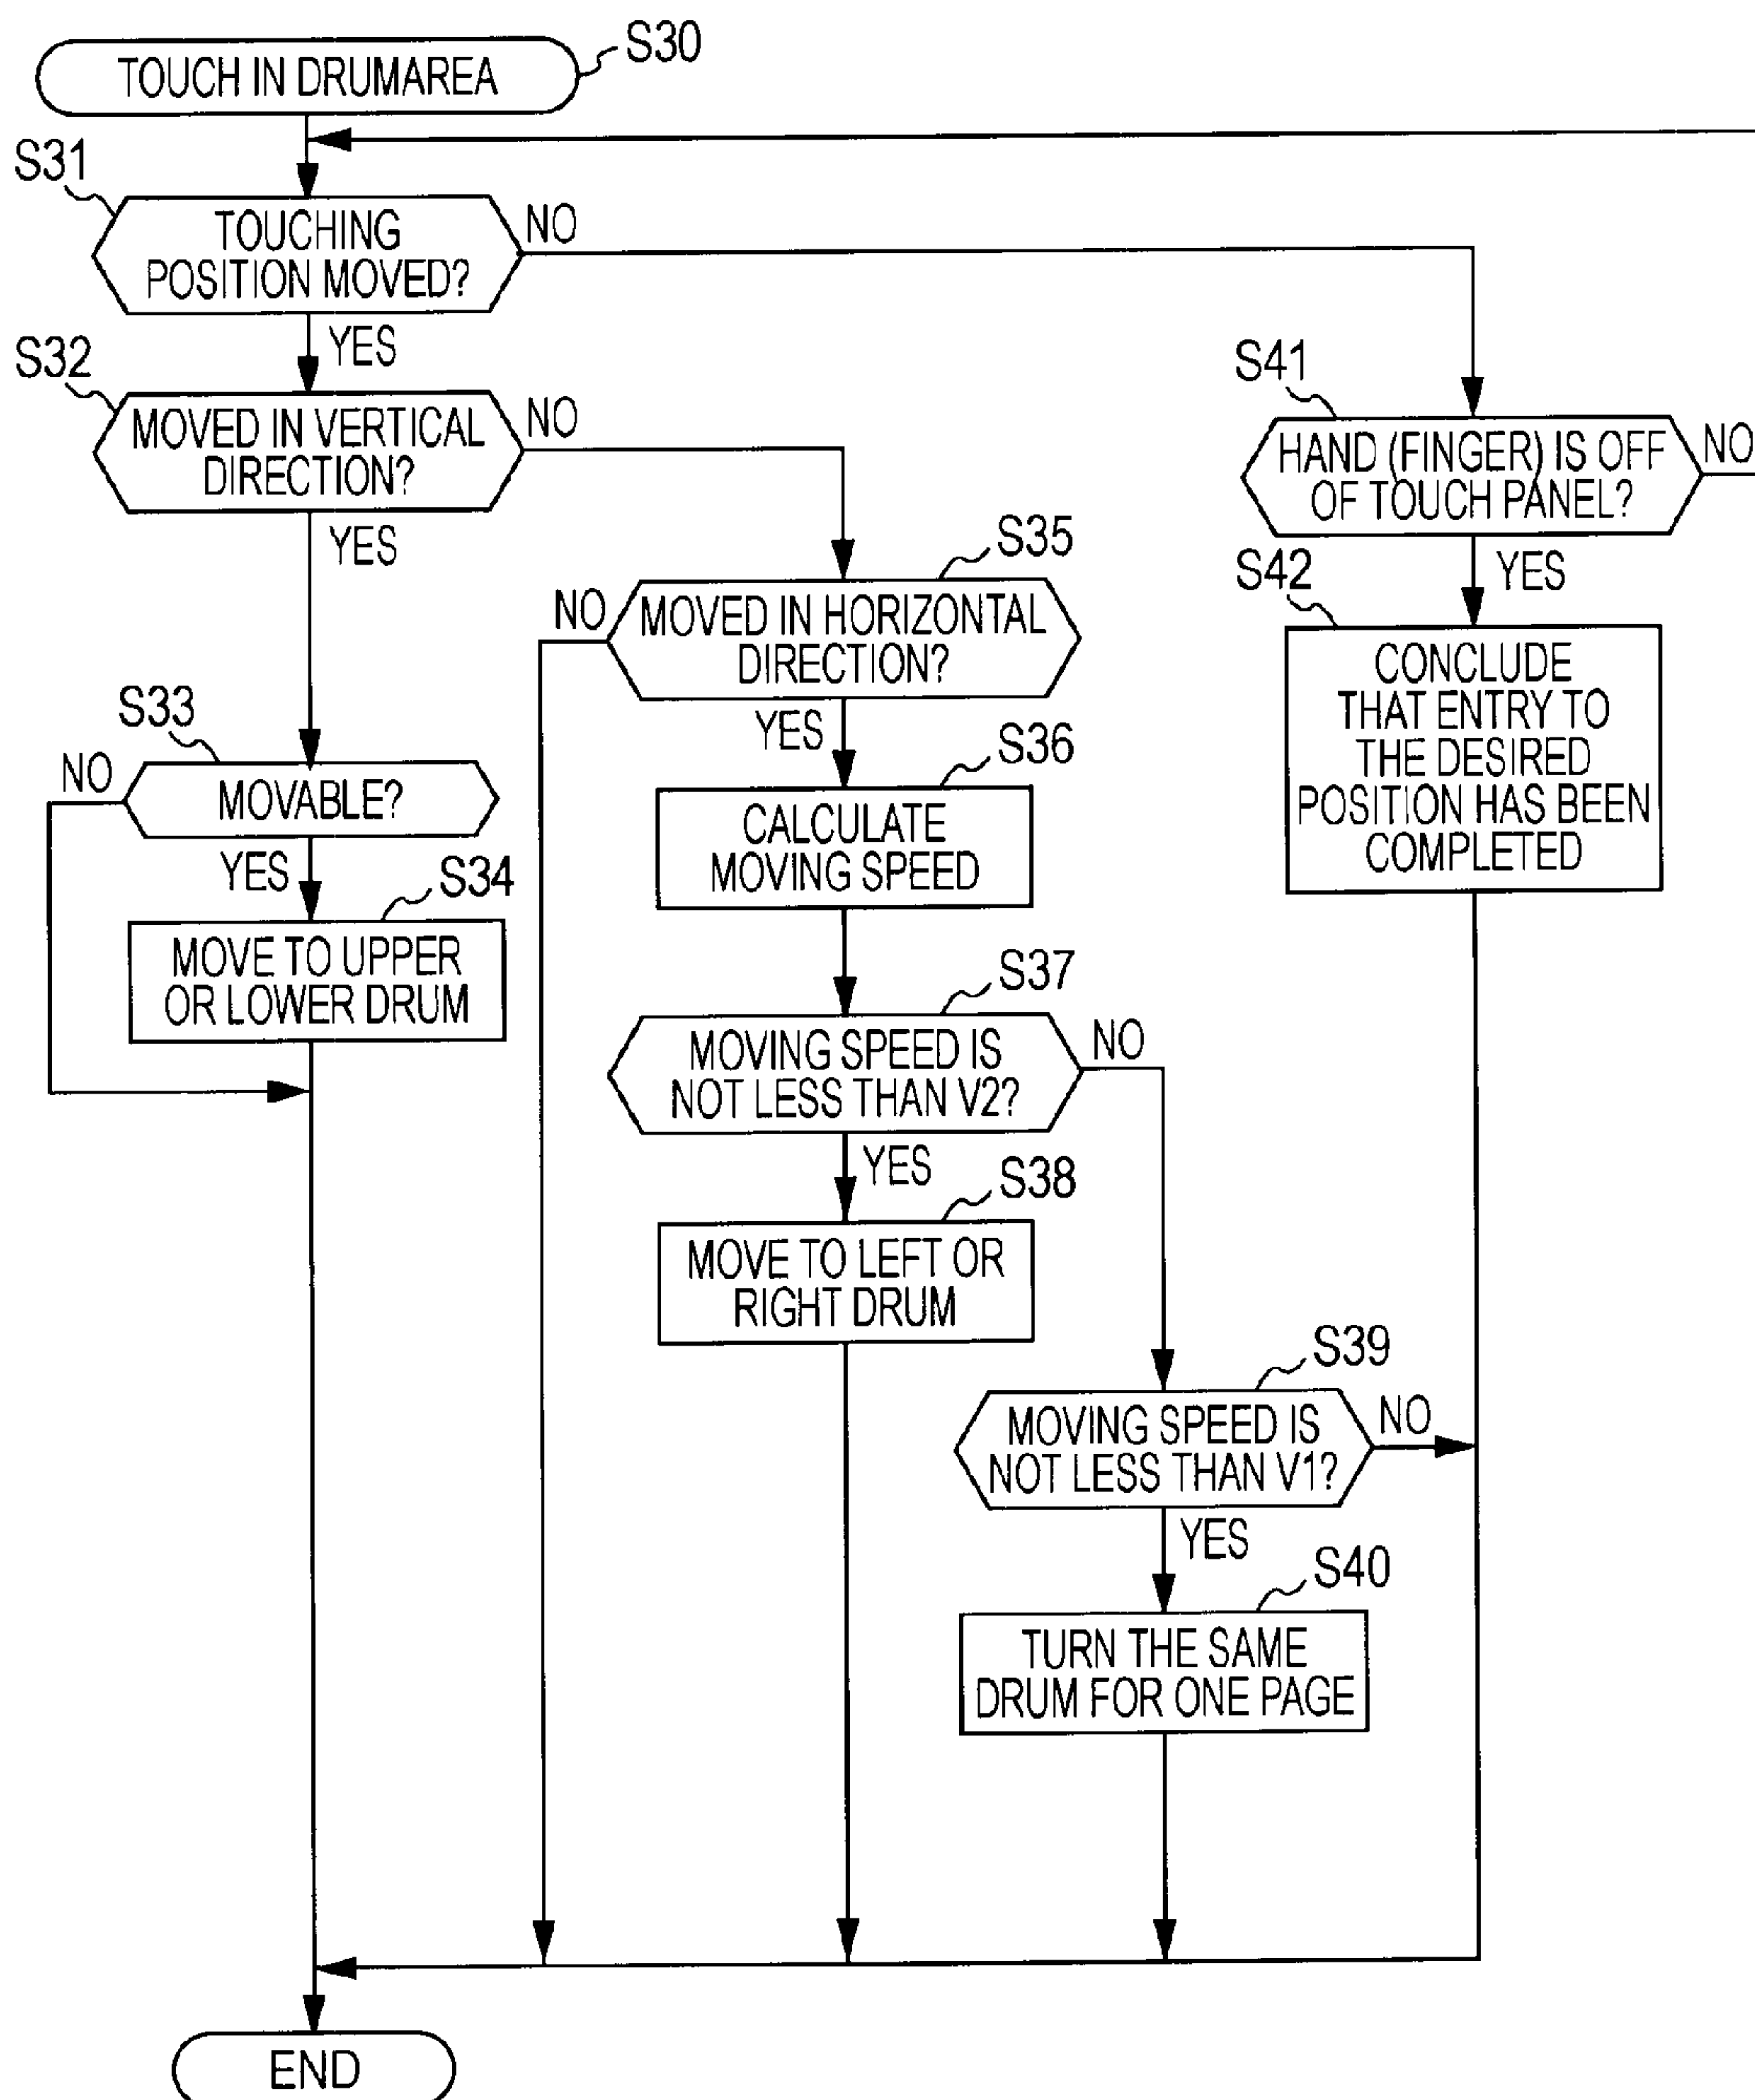 S30
TOUCH IN DRUMAREA
S31
TOUCHING
POSITION MOVED?
NO
YES
S32
MOVED IN VERTICAL
DIRECTION?
NO
YES
S33
NO
MOVABLE?
YES
S34
MOVE TO UPPER
OR LOWER DRUM
S35
NO
MOVED IN HORIZONTAL
DIRECTION?
YES
S36
CALCULATE
MOVING SPEED
S37
MOVING SPEED IS
NOT LESS THAN V2?
NO
YES
S38
MOVE TO LEFT OR
RIGHT DRUM
S39
MOVING SPEED IS
NOT LESS THAN V1?
NO
YES
S40
TURN THE SAME
DRUM FOR ONE PAGE
S41
HAND (FINGER) IS OFF
OF TOUCH PANEL?
NO
YES
S42
CONCLUDE
THAT ENTRY TO
THE DESIRED
POSITION HAS BEEN
COMPLETED
END